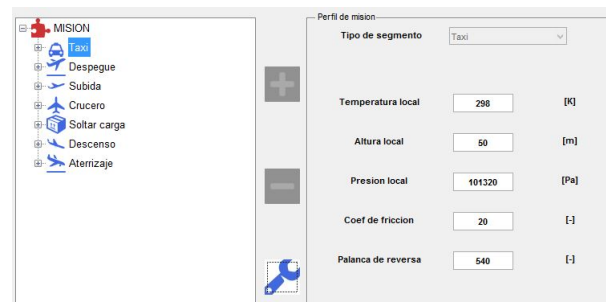 MISION
Taxi
Despegue
Subida
Crucero
Soltar carga
Descenso
Aterrizaje
Perfil de mision
Tipo de segmento Taxi
Temperatura local 298 [K]
Altura local 50 [m]
Presion local 101320 [Pa]
Coef de friccion 20 [-]
Palanca de reversa 540 [-]